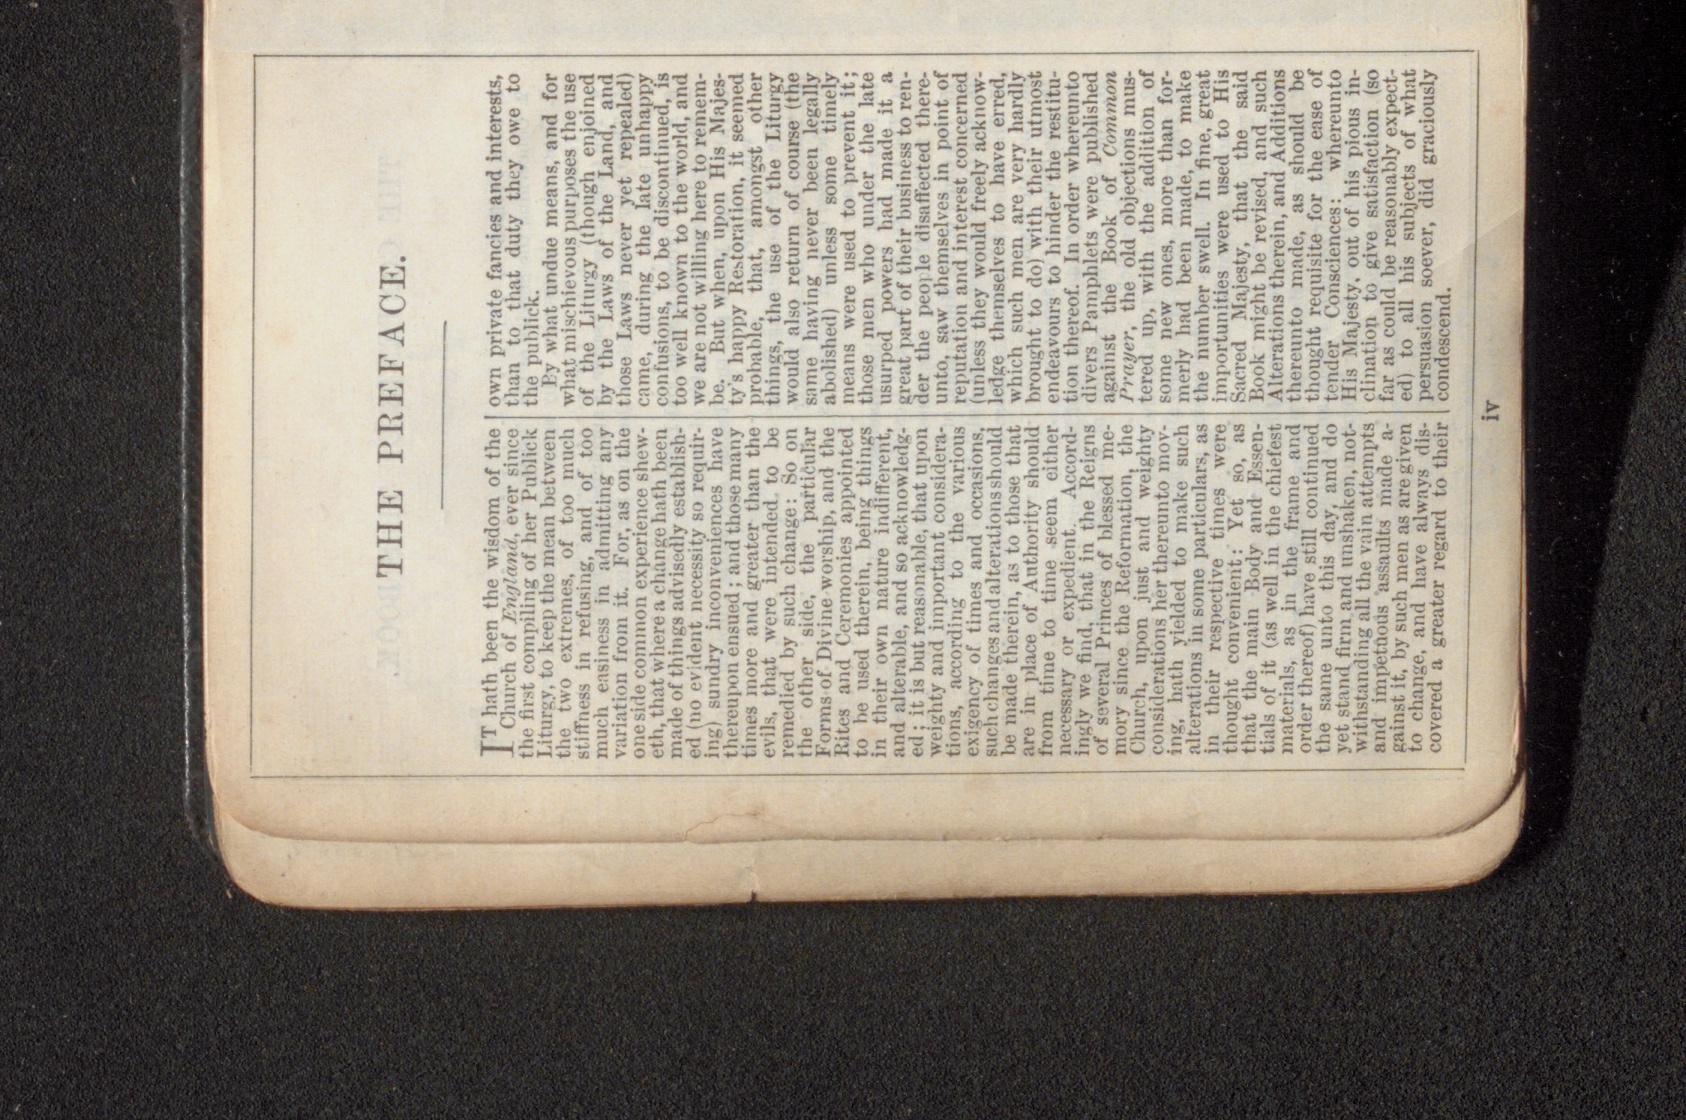 THE PREFACE.
IT hath been the wisdom of the
Church of England, ever since
the first compiling of her Publick
Liturgy, to keep the mean between
the two extremes, of too much
stiffness in refusing, and of too
much easiness in admitting any
variation from it. For, as on the
one side common experience shew-
eth, that where a change hath been
made of things advisedly establish-
ed (no evident necessity so requir-
ing) sundry inconveniences have
thereupon ensued; and those many
times more and greater than the
evils, that were intended to be
remedied by such change: So on
the other side, the particular
Forms of Divine worship, and the
Rites and Ceremonies appointed
to be used therein, being things
in their own nature indifferent,
and alterable, and so acknowledg-
ed; it is but reasonable, that upon
weighty and important considera-
tions, according to the various
exigency of times and occasions,
such changes and alterations should
be made therein, as to those that
are in place of Authority should
from time to time seem either
necessary or expedient. Accord-
ingly we find, that in the Reigns
of several Princes of blessed me-
mory since the Reformation, the
Church, upon just and weighty
considerations her thereunto mov-
ing, hath yielded to make such
alterations in some particulars, as
in their respective times were
thought convenient: Yet so, as
that the main Body and Essen-
tials of it (as well in the chiefest
materials, as in the frame and
order thereof) have still continued
the same unto this day, and do
yet stand firm and unshaken, not-
withstanding all the vain attempts
and impetuous assaults made a-
gainst it, by such men as are given
to change, and have always dis-
covered a greater regard to their
own private fancies and interests,
than to that duty they owe to
the publick.
By what undue means, and for
what mischievous purposes the use
of the Liturgy (though enjoined
by the Laws of the Land, and
those Laws never yet repealed)
came, during the late unhappy
confusions, to be discontinued, is
too well known to the world, and
we are not willing here to remem-
be. But when, upon His Majes-
ty's happy Restoration, it seemed
probable, that, amongst other
things, the use of the Liturgy
would also return of course (the
same having never been legally
abolished) unless some timely
means were used to prevent it;
those men who under the late
usurped powers had made it a
great part of their business to ren-
der the people disaffected there-
unto, saw themselves in point of
reputation and interest concerned
(unless they would freely acknow-
ledge themselves to have erred,
which such men are very hardly
brought to do) with their utmost
endeavours to hinder the restitu-
tion thereof. In order whereunto
divers Pamphlets were published
against the Book of Common
Prayer, the old objections mus-
tered up, with the addition of
some new ones, more than for-
merly had been made, to make
the number swell. In fine, great
importunities were used to His
Sacred Majesty, that the said
Book might be revised, and such
Alterations therein, and Additions
thereunto made, as should be
thought requisite for the ease of
tender Consciences: whereunto
His Majesty, out of his pious in-
clination to give satisfaction (so
far as could be reasonably expect-
ed) to all his subjects of what
persuasion soever, did graciously
condescend.
iv